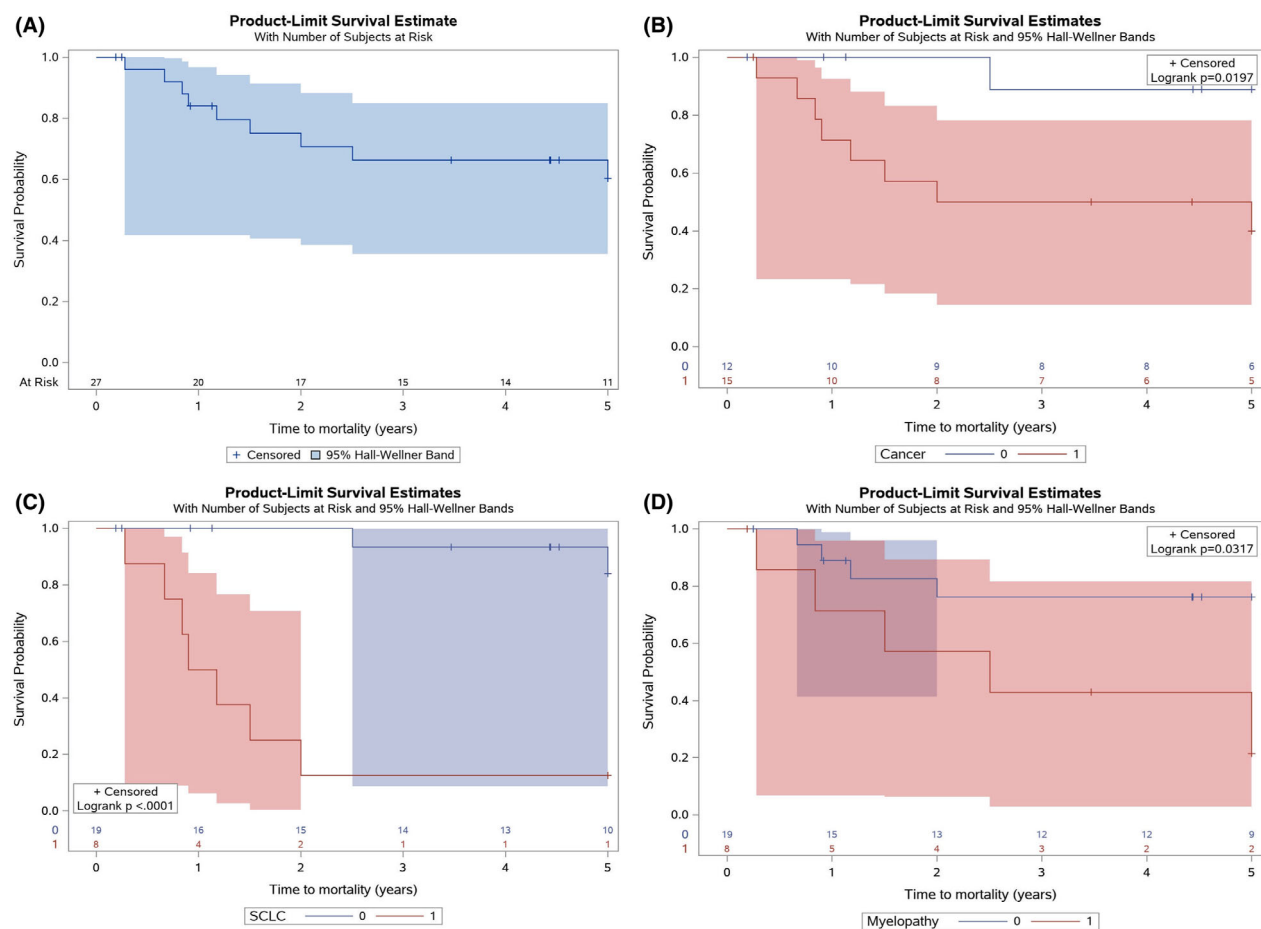 (A)
Product-Limit Survival Estimate
With Number of Subjects at Risk
1.0
0.8
0.6
0.4
0.2
0.0
Survival Probability
At Risk 27 20 17 15 14 11
0 1 2 3 4 5
Time to mortality (years)
+ Censored 95% Hall-Wellner Band
(B)
Product-Limit Survival Estimates
With Number of Subjects at Risk and 95% Hall-Wellner Bands
+ Censored
Logrank p=0.0197
1.0
0.8
0.6
0.4
0.2
0.0
Survival Probability
0 12 10 9 8 8 6
1 15 10 8 7 6 5
0 1 2 3 4 5
Time to mortality (years)
Cancer 0 1
(C)
Product-Limit Survival Estimates
With Number of Subjects at Risk and 95% Hall-Wellner Bands
1.0
0.8
0.6
0.4
0.2
0.0
Survival Probability
+ Censored
Logrank p <.0001
0 19 16 15 14 13 10
1 8 4 2 1 1 1
0 1 2 3 4 5
Time to mortality (years)
SCLC 0 1
(D)
Product-Limit Survival Estimates
With Number of Subjects at Risk and 95% Hall-Wellner Bands
+ Censored
Logrank p=0.0317
1.0
0.8
0.6
0.4
0.2
0.0
Survival Probability
0 19 15 13 12 12 9
1 8 5 4 3 2 2
0 1 2 3 4 5
Time to mortality (years)
Myelopathy 0 1